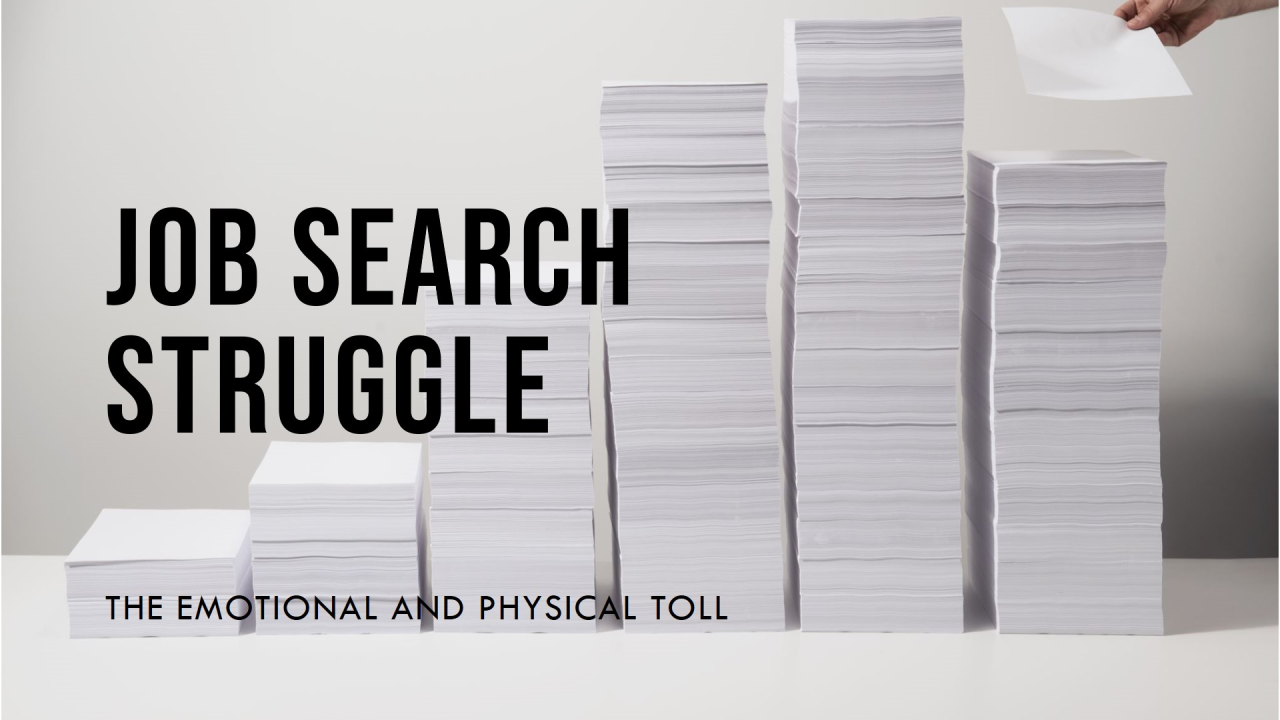 JOB SEARCH
STRUGGLE
THE EMOTIONAL AND PHYSICAL TOLL